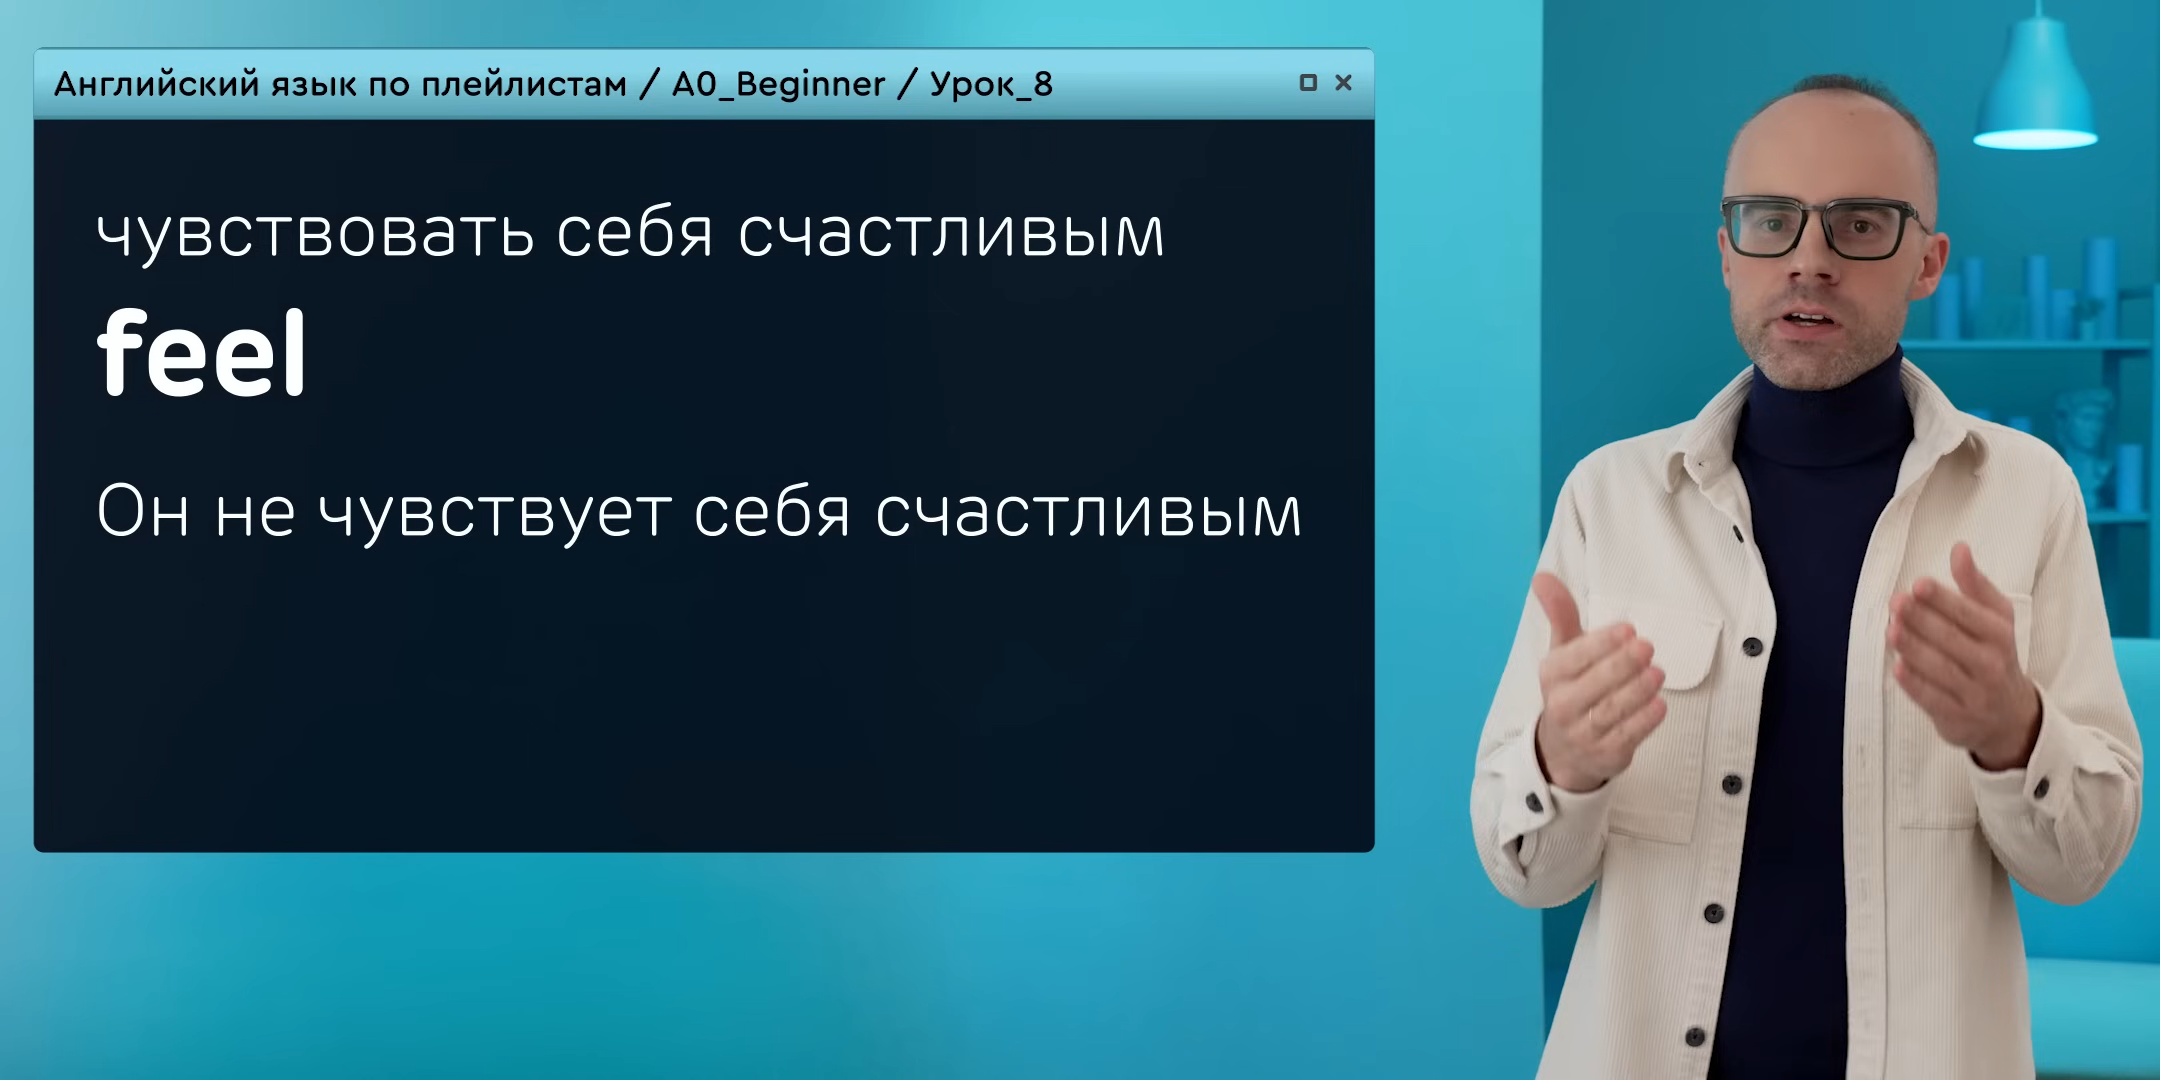 Английский язык по плейлистам / A0_Beginner / Урок_8
чувствовать себя счастливым
feel
Он не чувствует себя счастливым